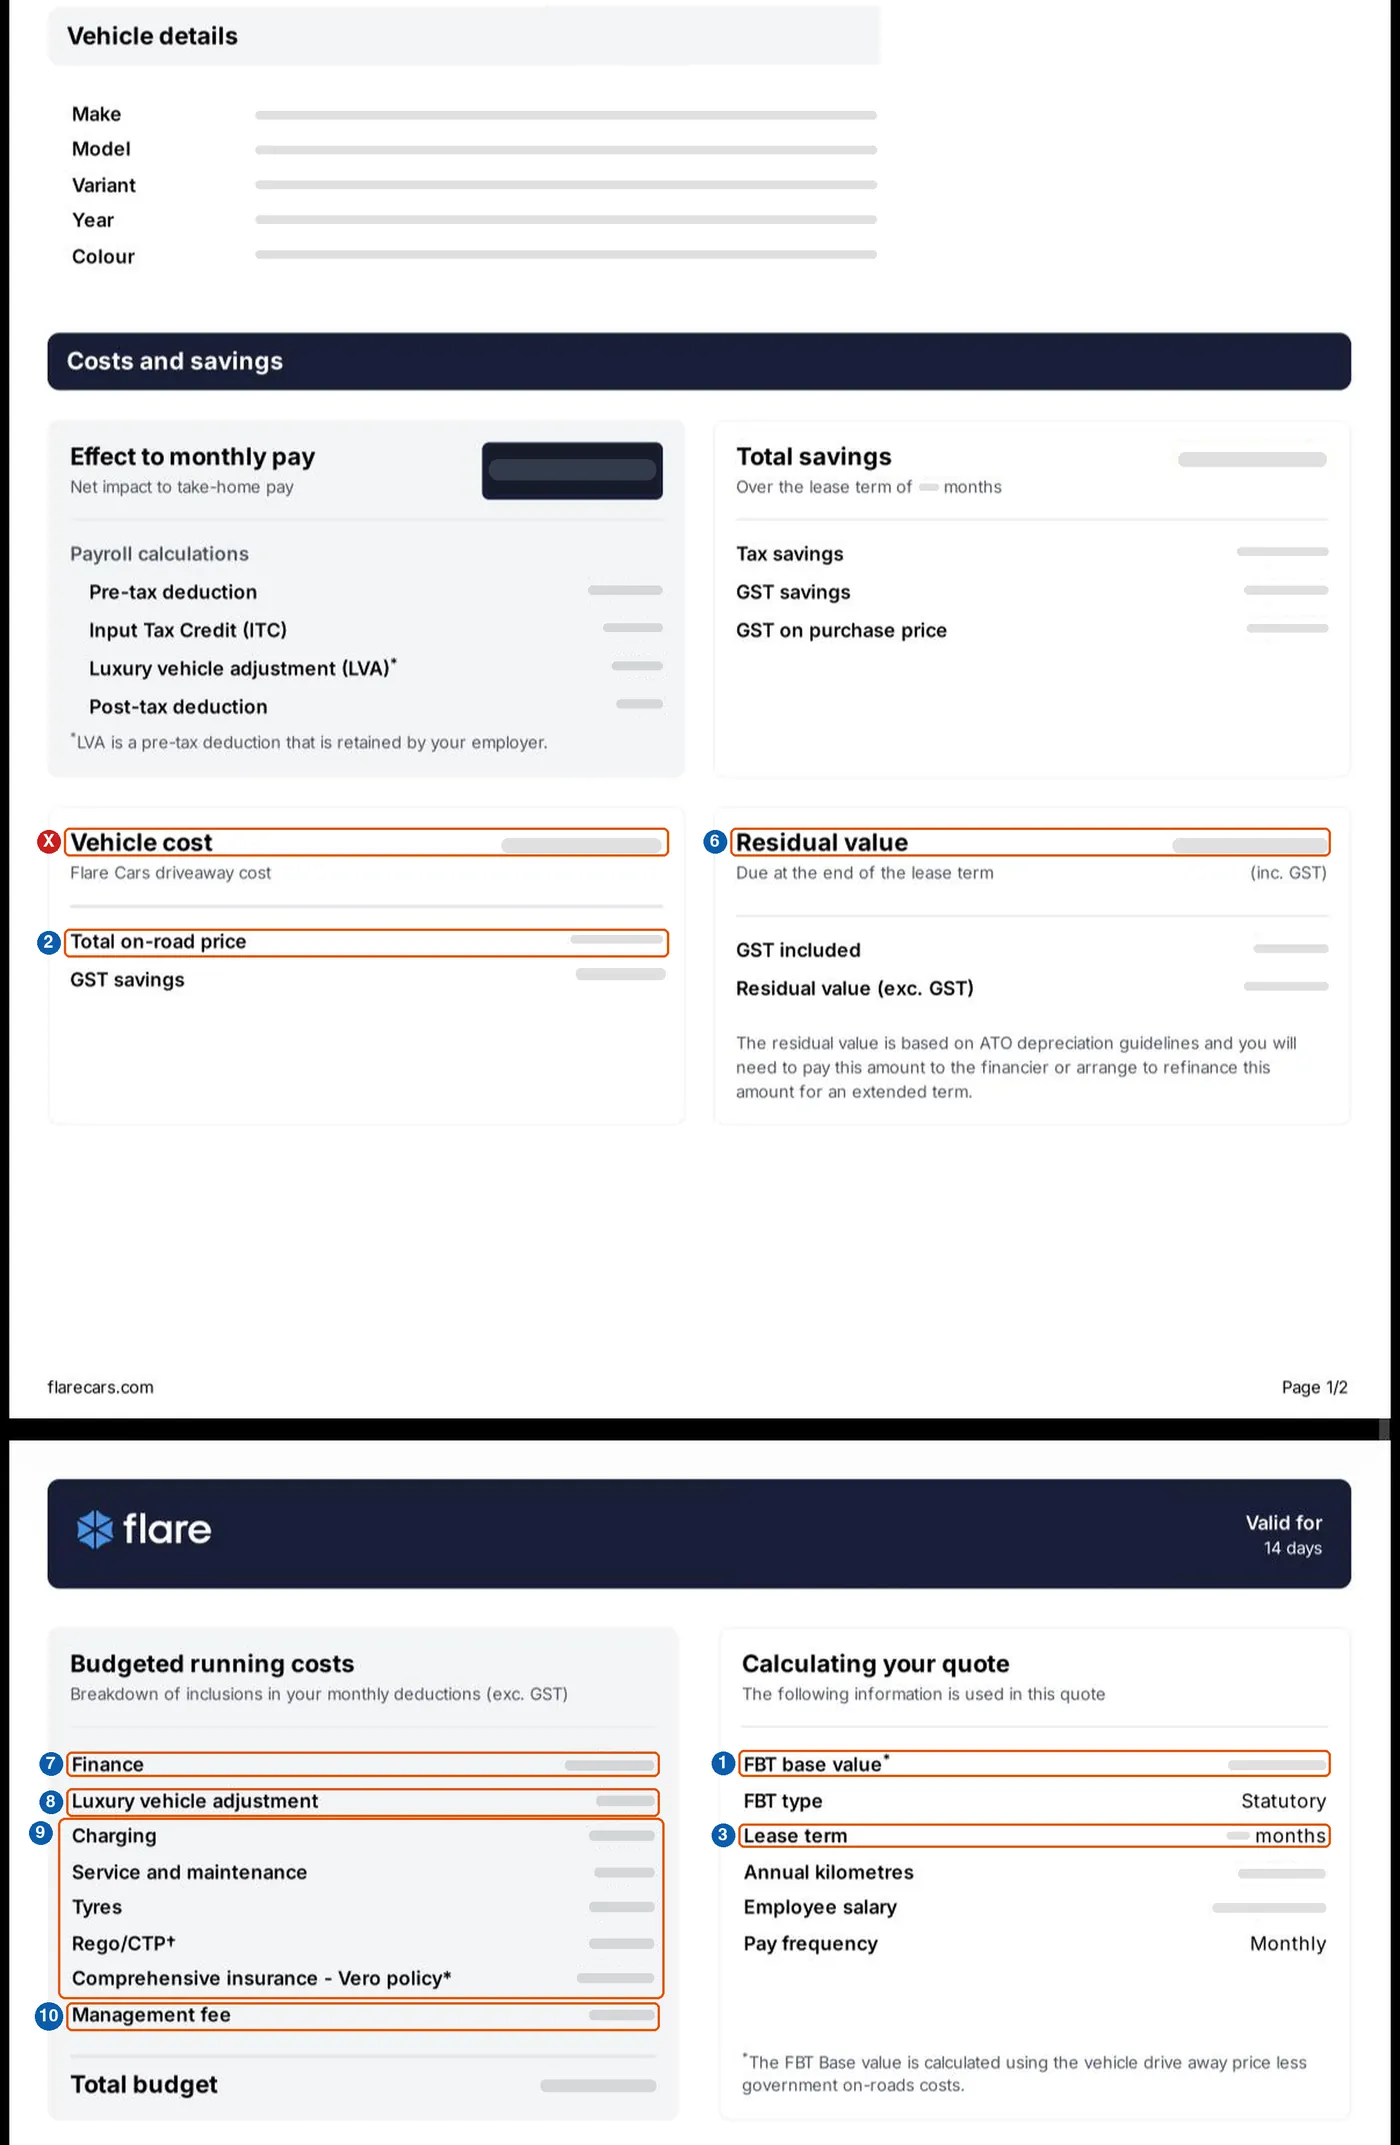 Vehicle details
Make
Model
Variant
Year
Colour
Costs and savings
Effect to monthly pay
Net impact to take-home pay
Payroll calculations
Pre-tax deduction
Input Tax Credit (ITC)
Luxury vehicle adjustment (LVA)*
Post-tax deduction
*LVA is a pre-tax deduction that is retained by your employer.
Total savings
Over the lease term of months
Tax savings
GST savings
GST on purchase price
X Vehicle cost
Flare Cars driveaway cost
2 Total on-road price
GST savings
6 Residual value
Due at the end of the lease term (inc. GST)
GST included
Residual value (exc. GST)
The residual value is based on ATO depreciation guidelines and you will
need to pay this amount to the financier or arrange to refinance this
amount for an extended term.
flarecars.com Page 1/2
flare
Valid for
14 days
Budgeted running costs
Breakdown of inclusions in your monthly deductions (exc. GST)
7 Finance
8 Luxury vehicle adjustment
9 Charging
Service and maintenance
Tyres
Rego/CTP†
Comprehensive insurance - Vero policy*
10 Management fee
Total budget
Calculating your quote
The following information is used in this quote
1 FBT base value*
FBT type Statutory
3 Lease term months
Annual kilometres
Employee salary
Pay frequency Monthly
*The FBT Base value is calculated using the vehicle drive away price less
government on-roads costs.